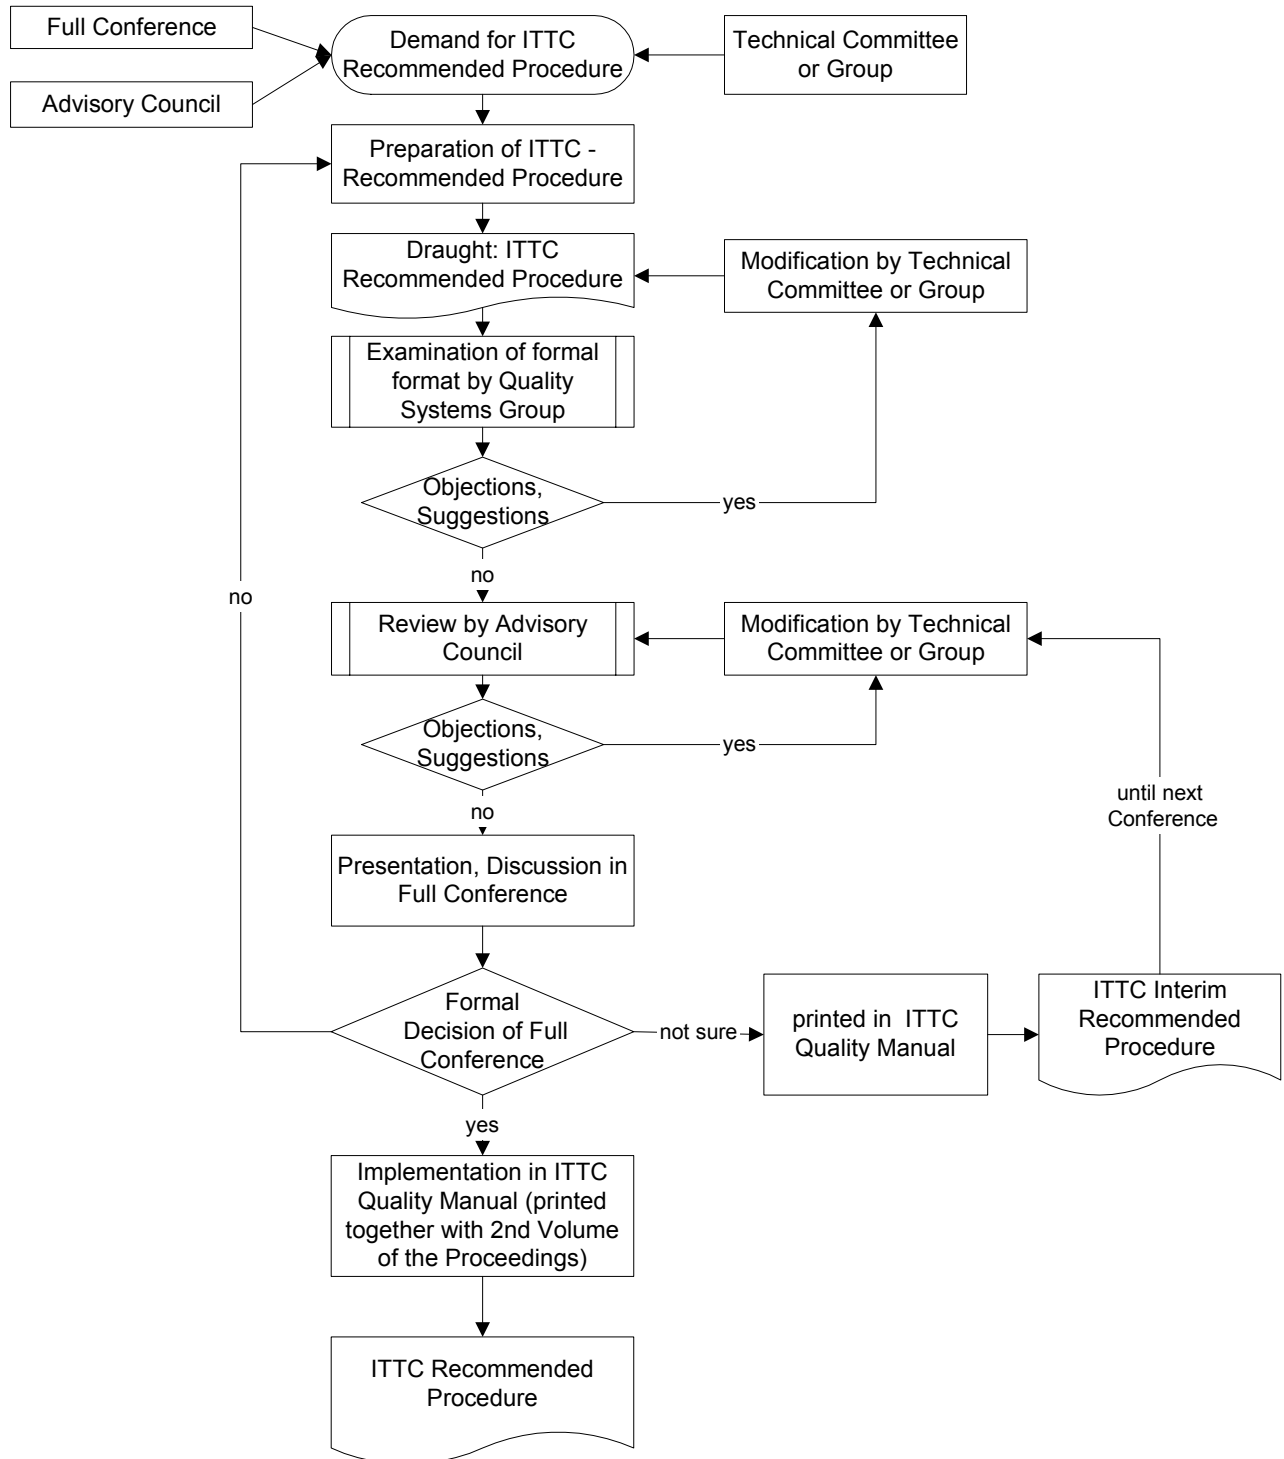 Full Conference
Demand for ITTC
Recommended Procedure
Technical Committee
or Group
Advisory Council
Preparation of ITTC -
Recommended Procedure
Draught: ITTC
Recommended Procedure
Modification by Technical
Committee or Group
Examination of formal
format by Quality
Systems Group
Objections,
Suggestions
yes
no
no
Review by Advisory
Council
Modification by Technical
Committee or Group
Objections,
Suggestions
yes
until next
Conference
no
Presentation, Discussion in
Full Conference
Formal
Decision of Full
Conference
not sure
printed in ITTC
Quality Manual
ITTC Interim
Recommended
Procedure
yes
Implementation in ITTC
Quality Manual (printed
together with 2nd Volume
of the Proceedings)
ITTC Recommended
Procedure